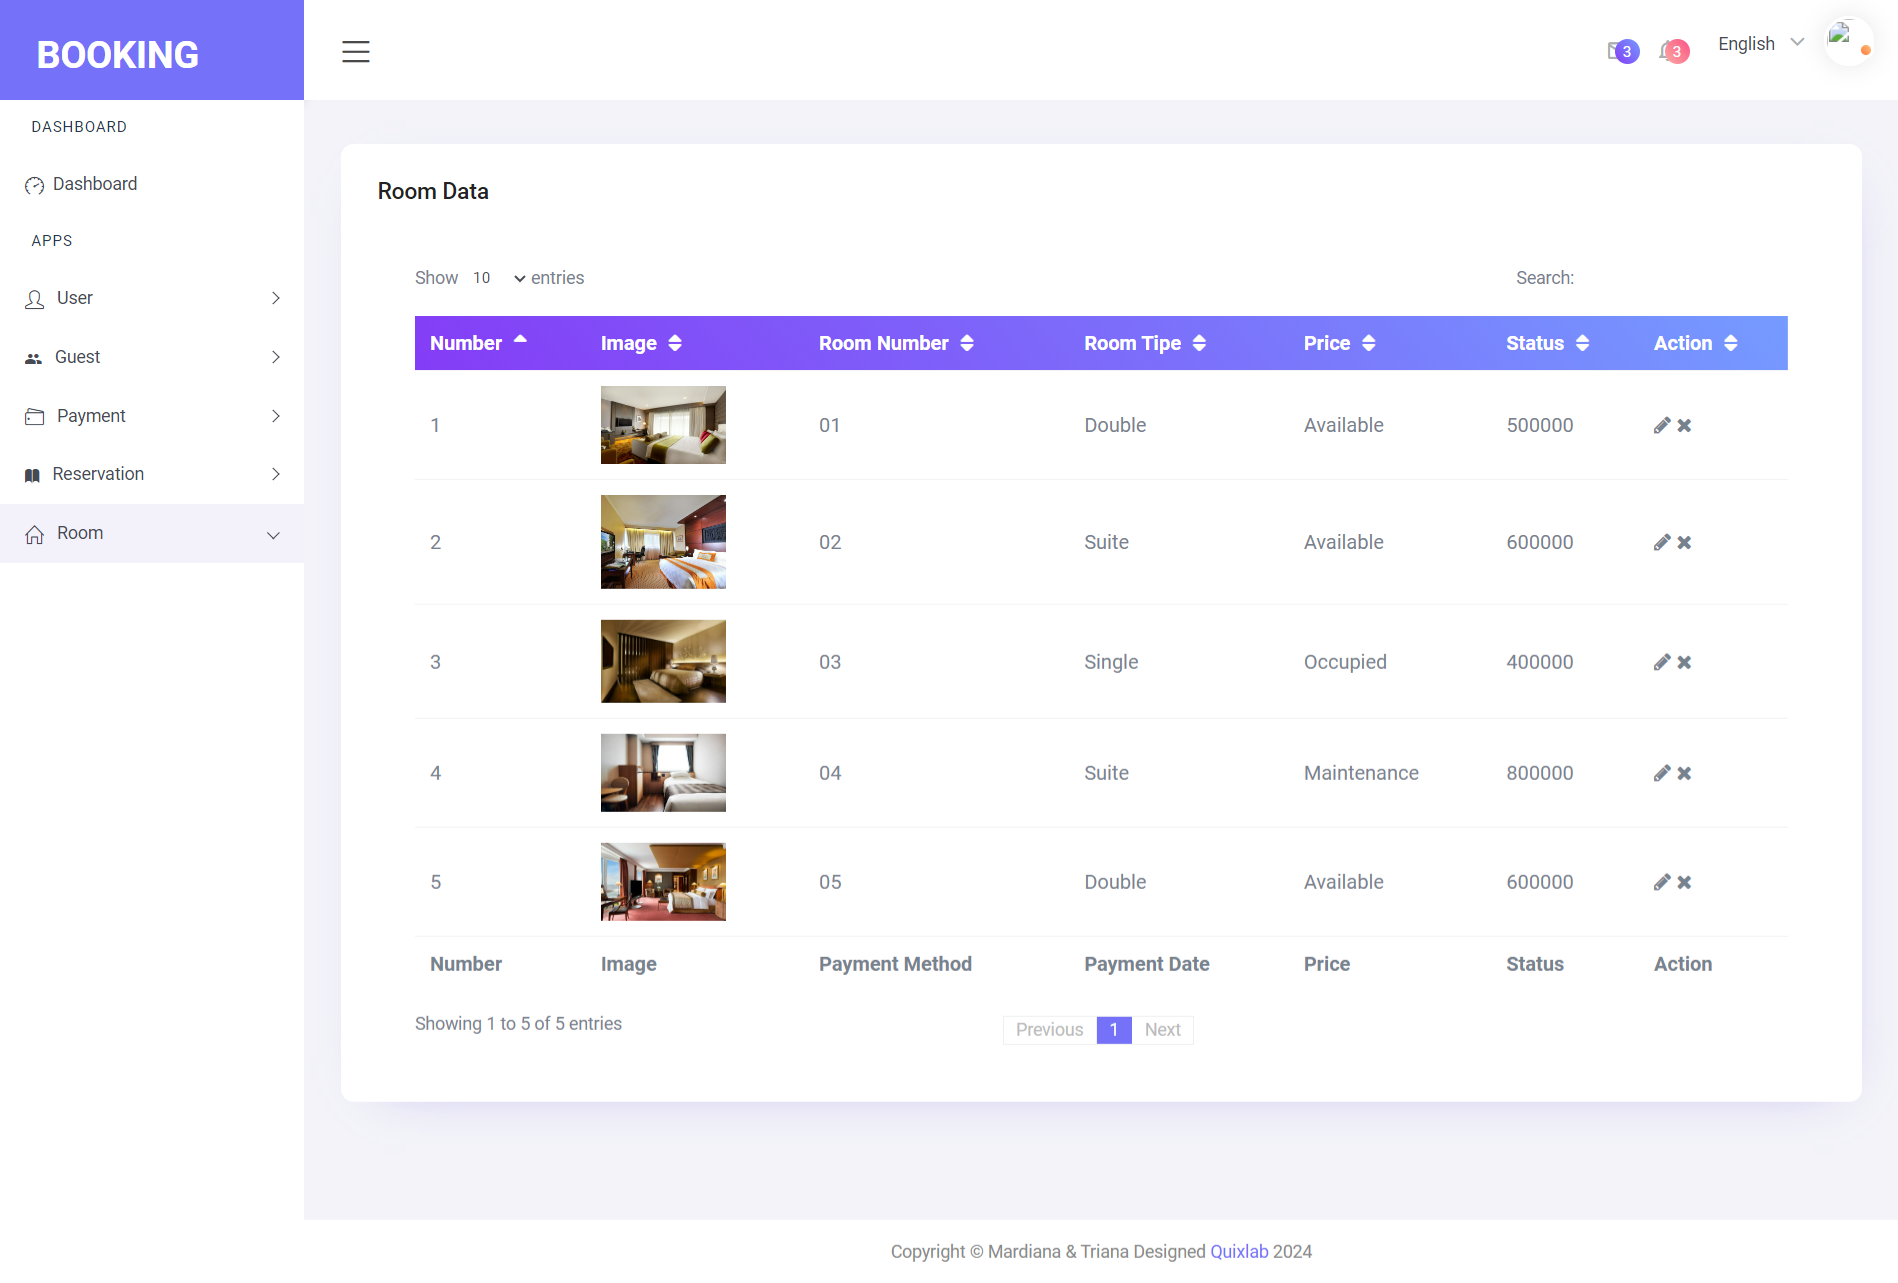 BOOKING
3
3
English
DASHBOARD
Dashboard
APPS
User
Guest
Payment
Reservation
Room
Room Data
Show 10 entries
Search:
Number Image Room Number Room Tipe Price Status Action
1 01 Double Available 500000
2 02 Suite Available 600000
3 03 Single Occupied 400000
4 04 Suite Maintenance 800000
5 05 Double Available 600000
Number Image Payment Method Payment Date Price Status Action
Showing 1 to 5 of 5 entries
Previous 1 Next
Copyright © Mardiana & Triana Designed Quixlab 2024